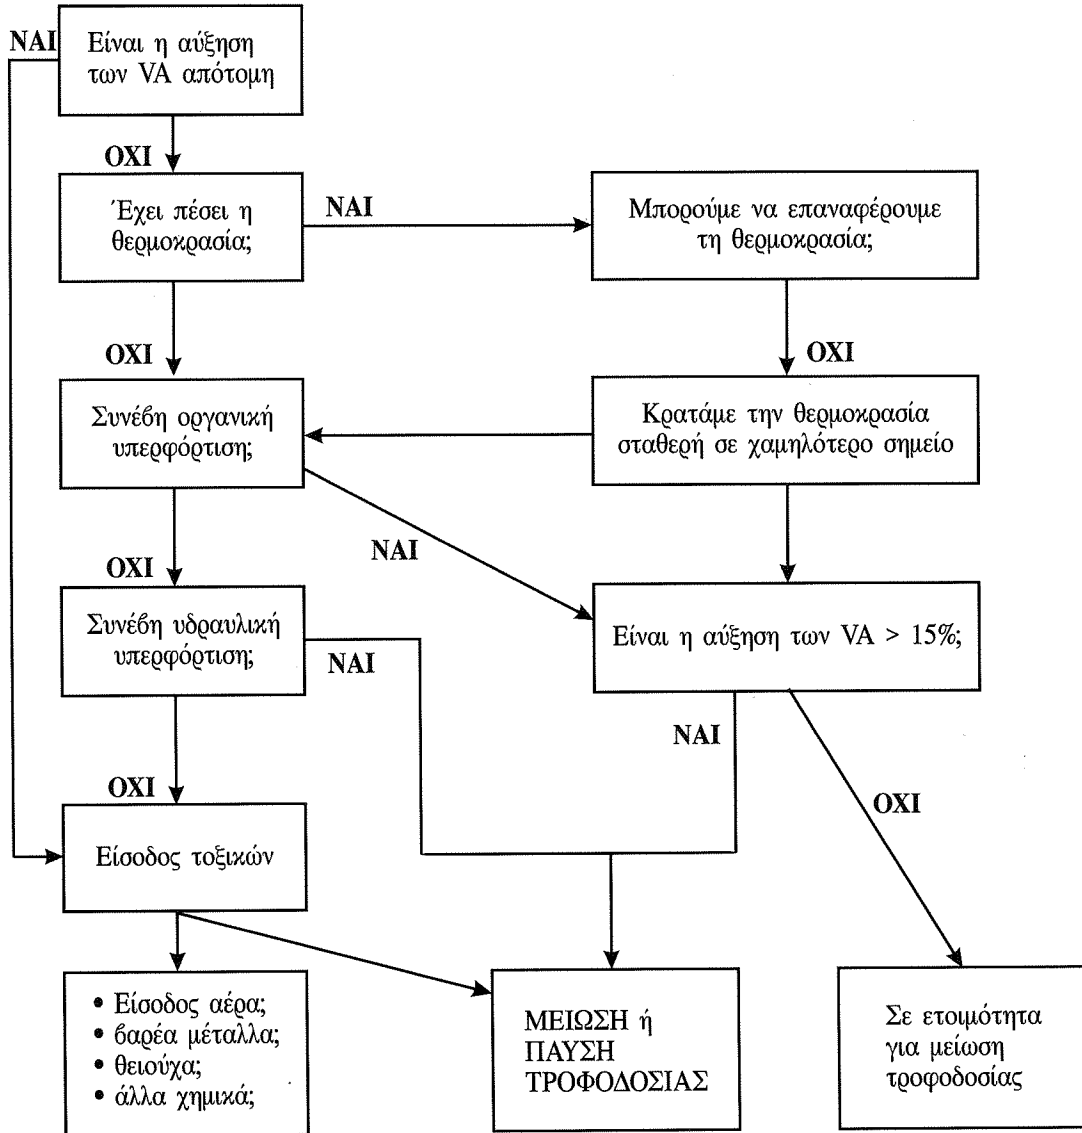 ΝΑΙ
Είναι η αύξηση
των VA απότομη
ΟΧΙ
Έχει πέσει η
θερμοκρασία;
ΝΑΙ
Μπορούμε να επαναφέρουμε
τη θερμοκρασία;
ΟΧΙ
ΟΧΙ
Συνέβη οργανική
υπερφόρτιση;
Κρατάμε την θερμοκρασία
σταθερή σε χαμηλότερο σημείο
ΟΧΙ
ΝΑΙ
Συνέβη υδραυλική
υπερφόρτιση;
ΝΑΙ
Είναι η αύξηση των VA > 15%;
ΝΑΙ
ΟΧΙ
ΟΧΙ
Είσοδος τοξικών
• Είσοδος αέρα;
• βαρέα μέταλλα;
• θειούχα;
• άλλα χημικά;
ΜΕΙΩΣΗ ή
ΠΑΥΣΗ
ΤΡΟΦΟΔΟΣΙΑΣ
Σε ετοιμότητα
για μείωση
τροφοδοσίας